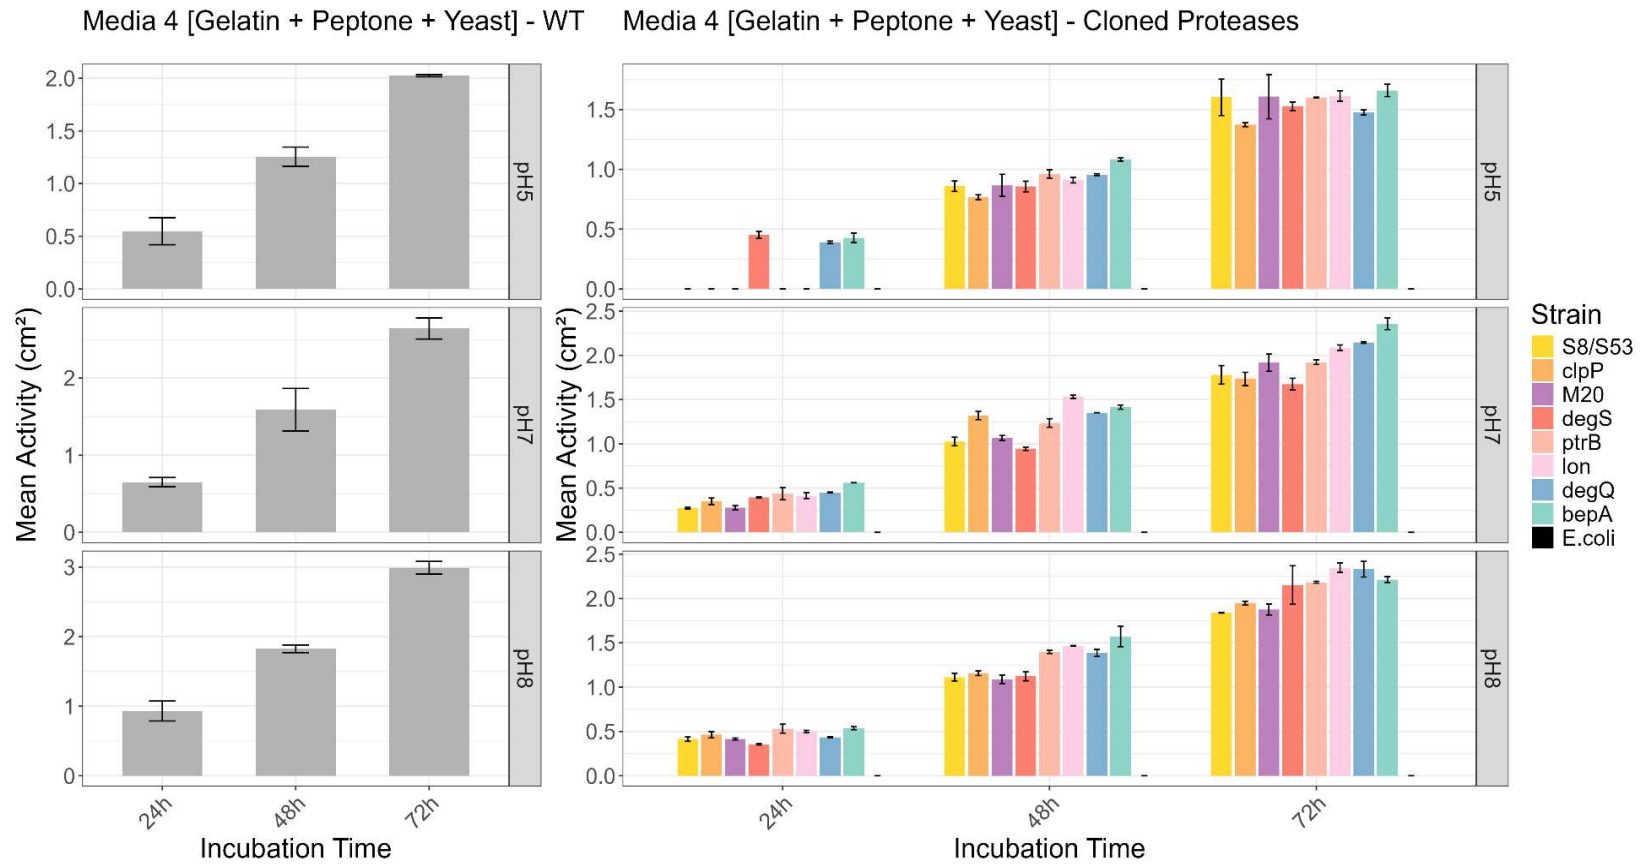 Media 4 [Gelatin + Peptone + Yeast] - WT
Media 4 [Gelatin + Peptone + Yeast] - Cloned Proteases
Mean Activity (cm²)
2.0
1.5
1.0
0.5
0.0
pH5
2
1
0
pH7
3
2
1
0
pH8
24h
48h
72h
Incubation Time
Mean Activity (cm²)
1.5
1.0
0.5
0.0
pH5
2.5
2.0
1.5
1.0
0.5
0.0
pH7
2.5
2.0
1.5
1.0
0.5
0.0
pH8
24h
48h
72h
Incubation Time
Strain
S8/S53
clpP
M20
degS
ptrB
lon
degQ
bepA
E.coli